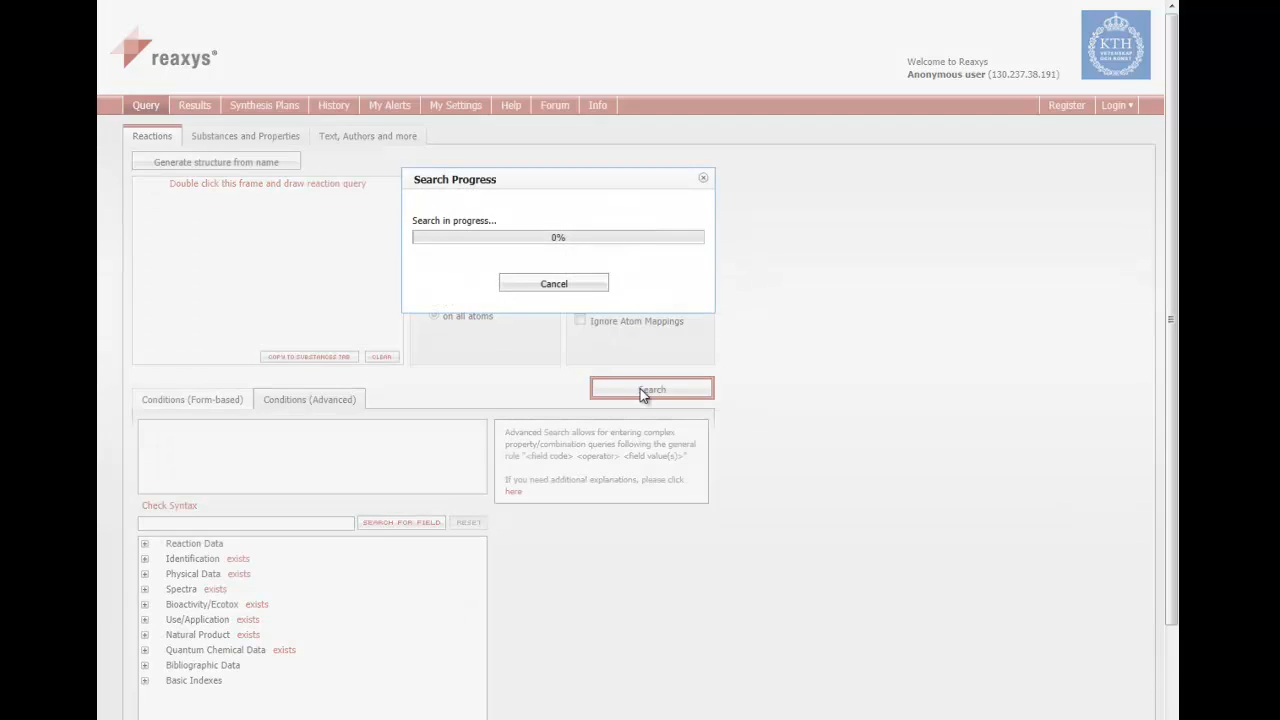 reaxys®
KTH
VETENSKAP
OCH KONST
Welcome to Reaxys
Anonymous user (130.237.38.191)
Query Results Synthesis Plans History My Alerts My Settings Help Forum Info Register Login
Reactions Substances and Properties Text, Authors and more
Generate structure from name
Double click this frame and draw reaction query
Search Progress
Search in progress...
0%
Cancel
on all atoms
Ignore Atom Mappings
COPY TO SUBSTANCES TAB CLEAR
Search
Conditions (Form-based) Conditions (Advanced)
Advanced Search allows for entering complex
property/combination queries following the general
rule "<field code> <operator> <field value(s)>"
If you need additional explanations, please click
here
Check Syntax
SEARCH FOR FIELD RESET
Reaction Data
Identification exists
Physical Data exists
Spectra exists
Bioactivity/Ecotox exists
Use/Application exists
Natural Product exists
Quantum Chemical Data exists
Bibliographic Data
Basic Indexes